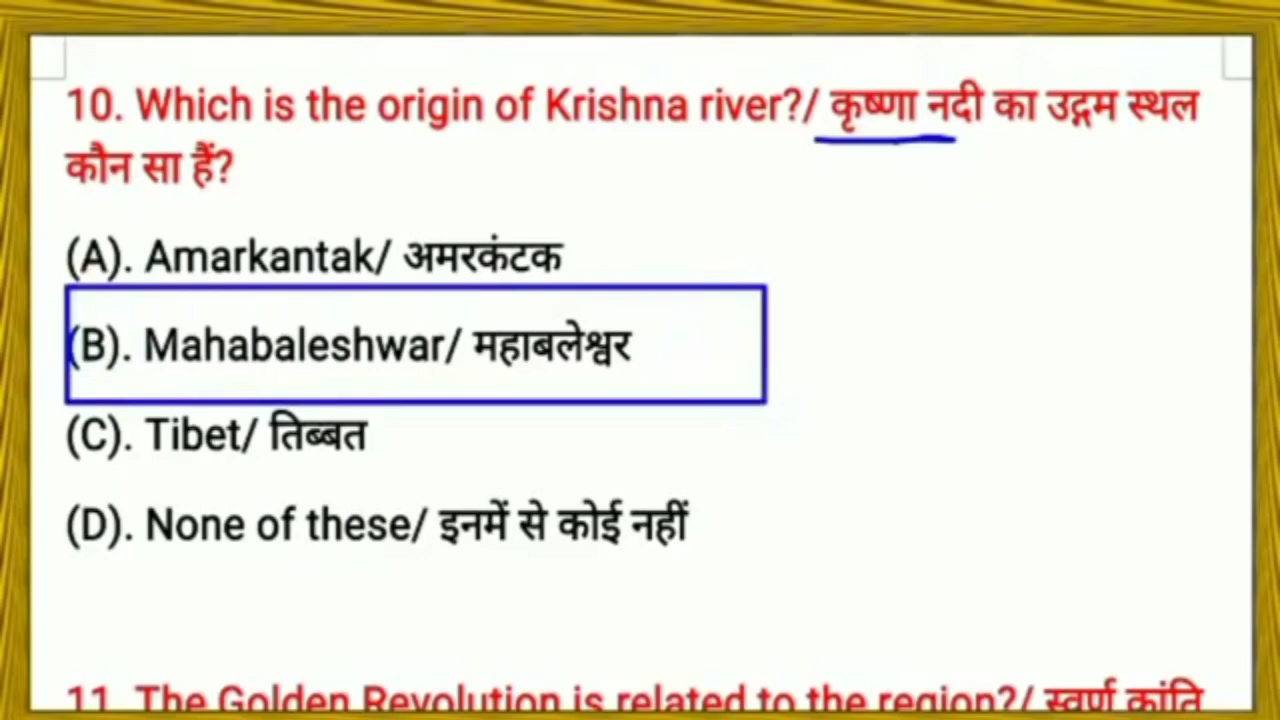 10. Which is the origin of Krishna river?/ कृष्णा नदी का उद्गम स्थल
कौन सा हैं?
(A). Amarkantak/ अमरकंटक
(B). Mahabaleshwar/ महाबलेश्वर
(C). Tibet/ तिब्बत
(D). None of these/ इनमें से कोई नहीं
11. The Golden Revolution is related to the region?/ स्वर्ण क्रांति